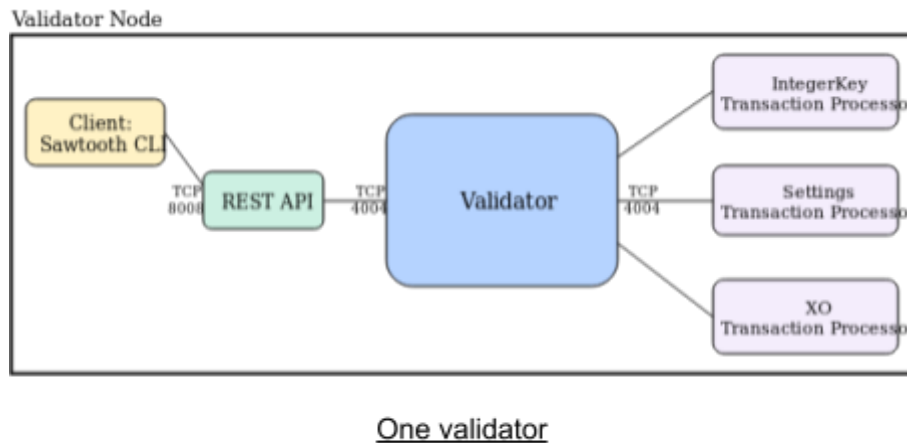 Validator Node
Client:
Sawtooth CLI
TCP
8008
REST API
TCP
4004
Validator
TCP
4004
IntegerKey
Transaction Processo
Settings
Transaction Processo
XO
Transaction Processo
One validator